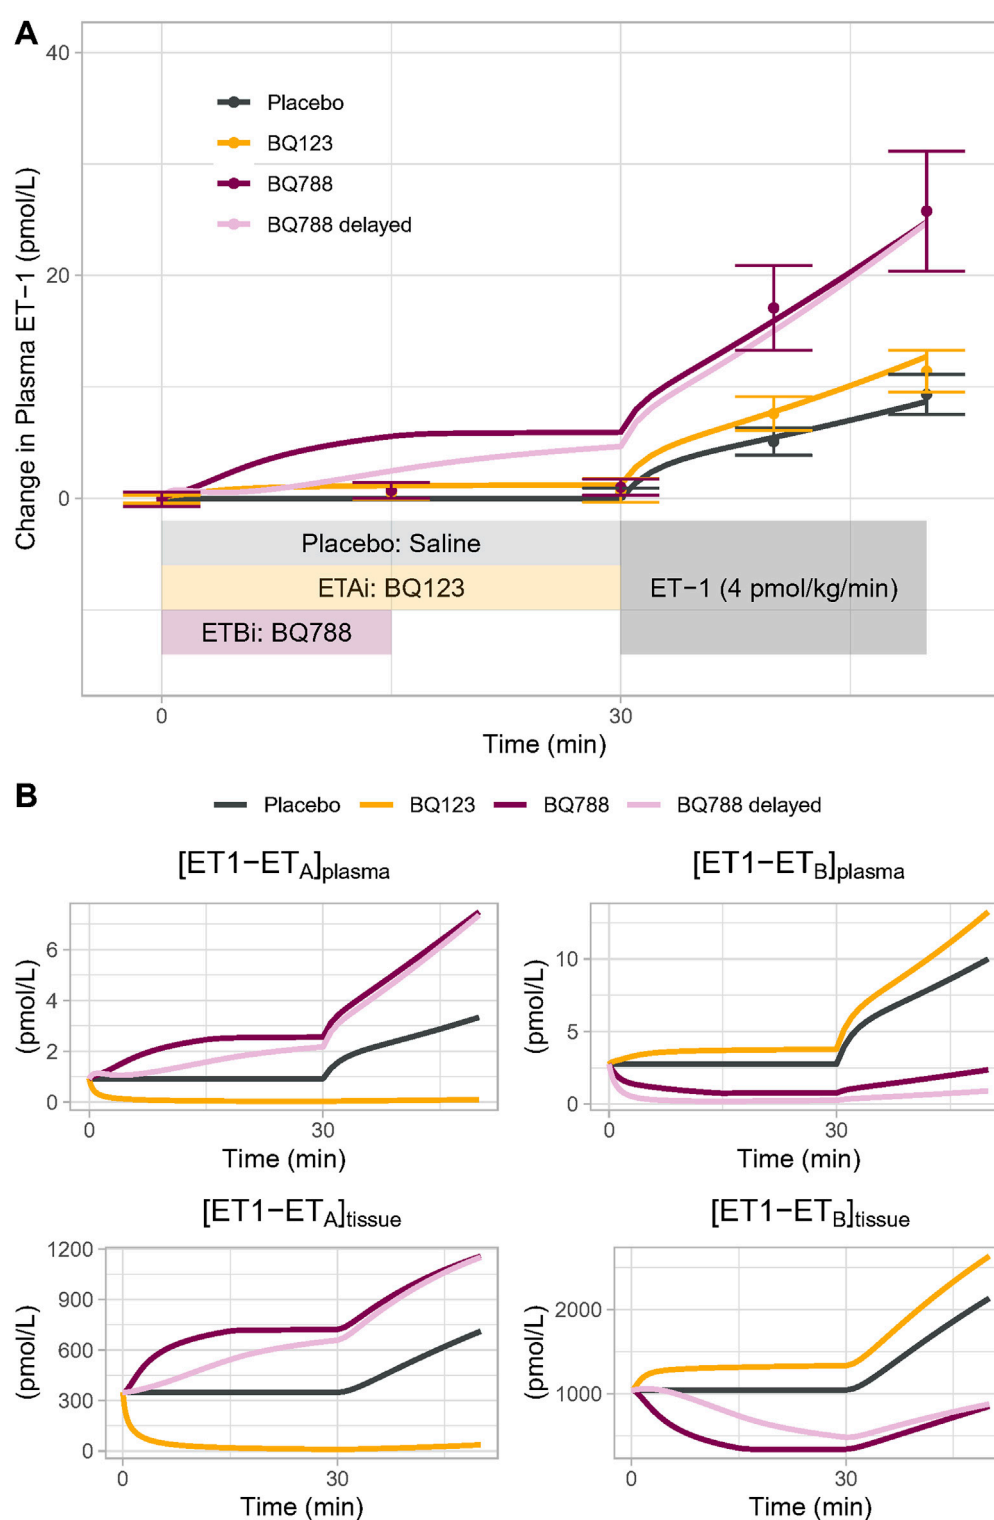 A
Change in Plasma ET−1 (pmol/L)
40
20
0
Placebo
BQ123
BQ788
BQ788 delayed
Placebo: Saline
ETAi: BQ123
ETBi: BQ788
ET−1 (4 pmol/kg/min)
0 30
Time (min)
B
Placebo BQ123 BQ788 BQ788 delayed
[ET1−ETA]plasma
(pmol/L)
6
4
2
0
0 30
Time (min)
[ET1−ETB]plasma
(pmol/L)
10
5
0
0 30
Time (min)
[ET1−ETA]tissue
(pmol/L)
1200
900
600
300
0
0 30
Time (min)
[ET1−ETB]tissue
(pmol/L)
2000
1000
0 30
Time (min)